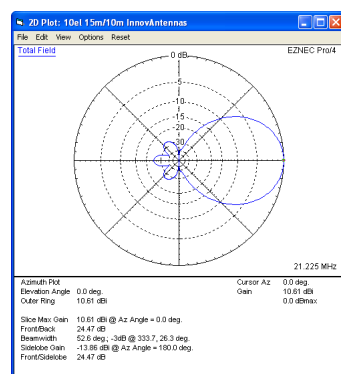 2D Plot: 10el 15m/10m InnovAntennas
File Edit View Options Reset
Total Field
EZNEC Pro/4
0 dB
-5
-10
-15
-20
-30
21.225 MHz
Azimuth Plot
Elevation Angle 0.0 deg.
Outer Ring 10.61 dBi
Cursor Az 0.0 deg.
Gain 10.61 dBi
0.0 dBmax
Slice Max Gain 10.61 dBi @ Az Angle = 0.0 deg.
Front/Back 24.47 dB
Beamwidth 52.6 deg.; -3dB @ 333.7, 26.3 deg.
Sidelobe Gain -13.86 dBi @ Az Angle = 180.0 deg.
Front/Sidelobe 24.47 dB